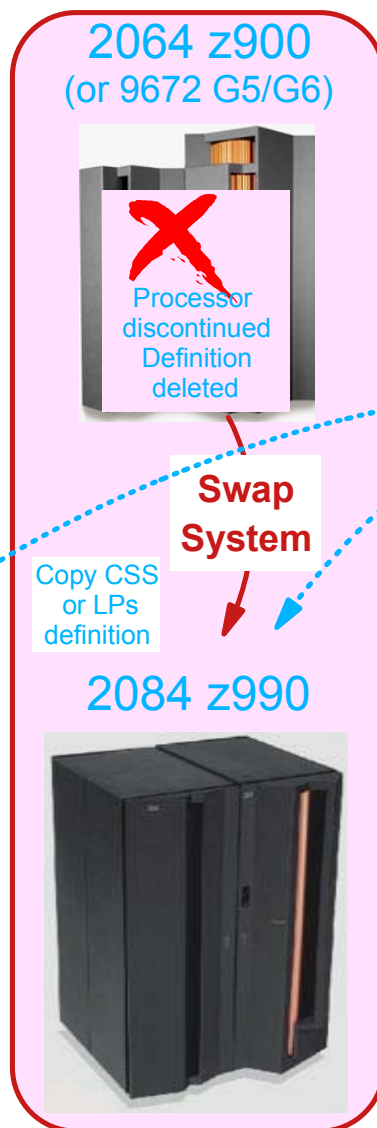 2064 z900
(or 9672 G5/G6)
Processor
discontinued
Definition
deleted
Swap
System
Copy CSS
or LPs
definition
2084 z990